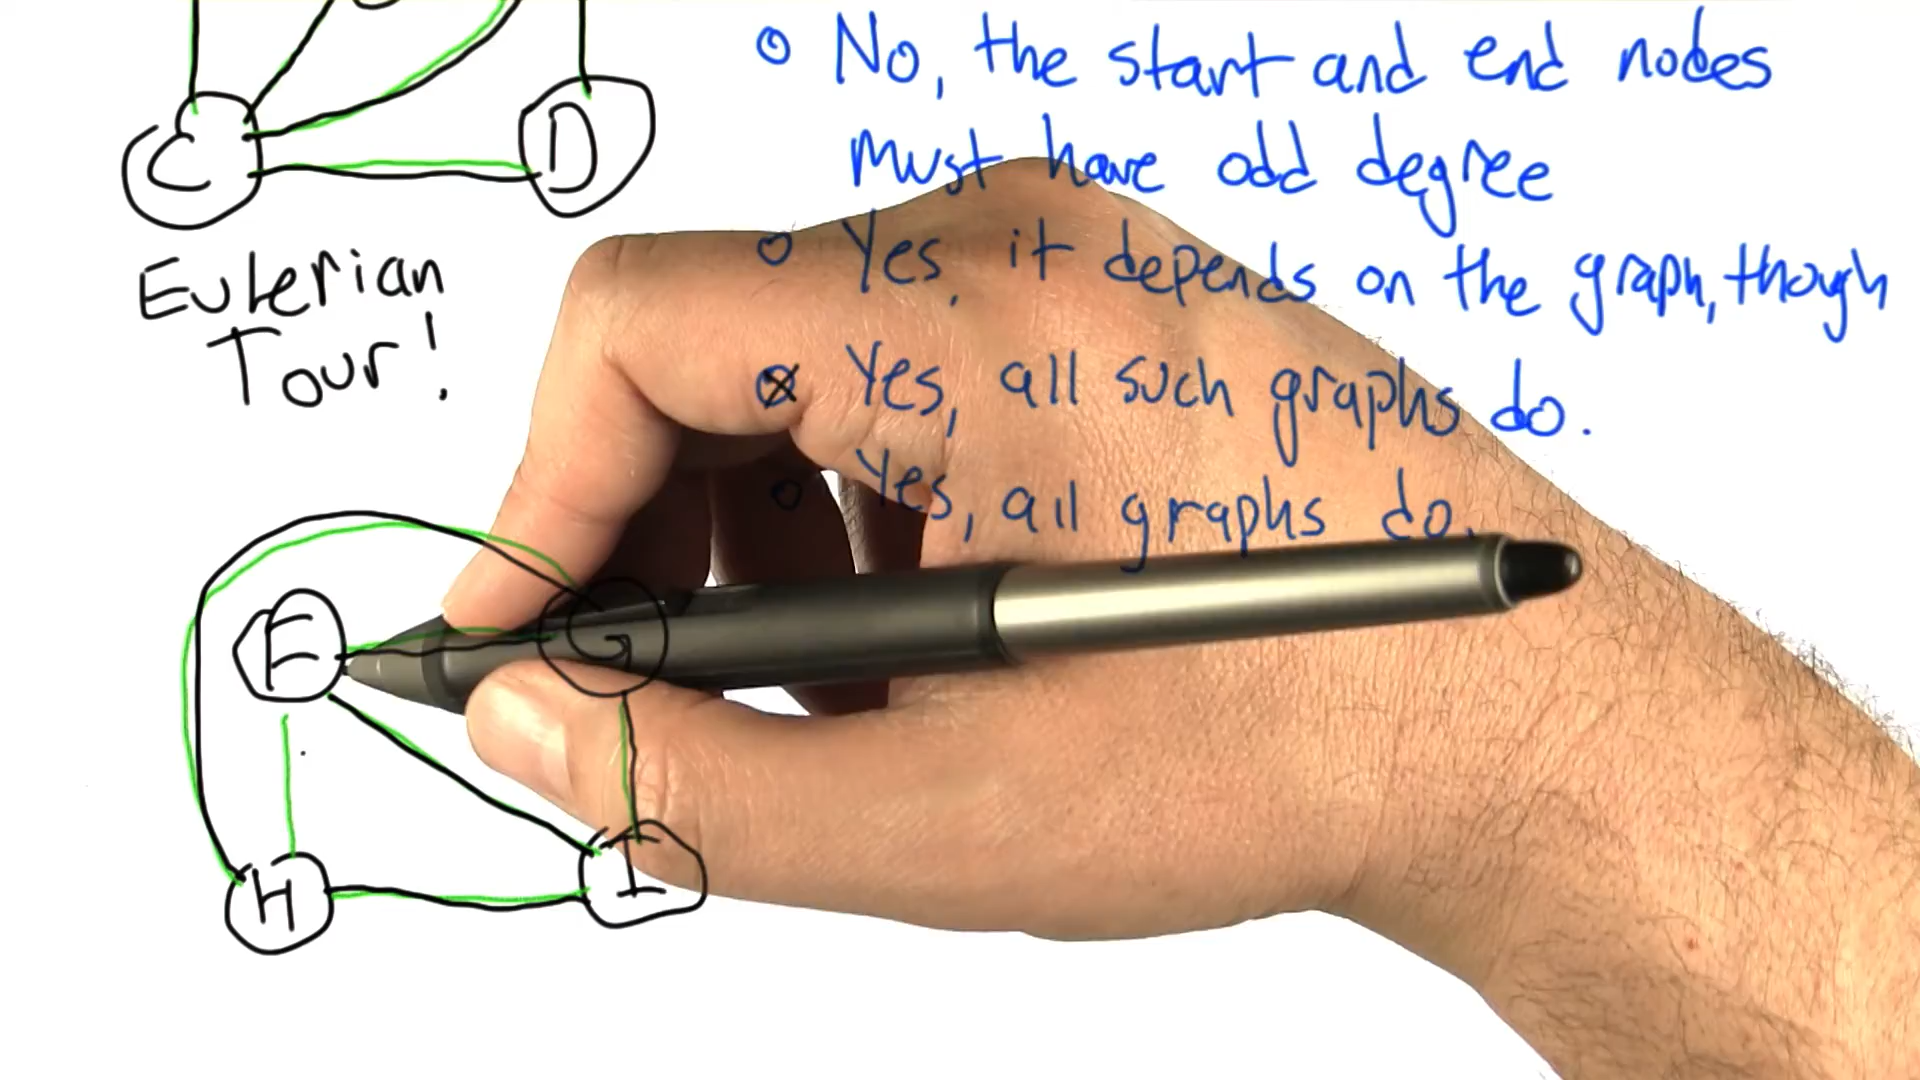 No, the start and end nodes
must have odd degree
Yes, it depends on the graph, though
Yes, all such graphs do.
Yes, all graphs do.
C
D
Eulerian
Tour!
E
G
H
I